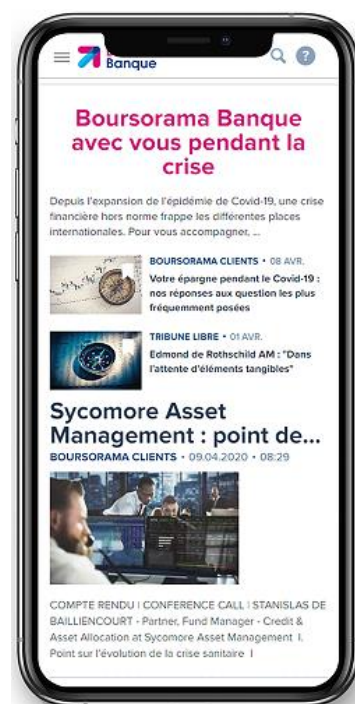 Banque
?
Boursorama Banque
avec vous pendant la
crise
Depuis l'expansion de l'épidémie de Covid-19, une crise
financière hors norme frappe les différentes places
internationales. Pour vous accompagner, ...
BOURSORAMA CLIENTS • 08 AVR.
Votre épargne pendant le Covid-19 :
nos réponses aux question les plus
fréquemment posées
TRIBUNE LIBRE • 01 AVR.
Edmond de Rothschild AM : "Dans
l'attente d'éléments tangibles"
Sycomore Asset
Management : point de...
BOURSORAMA CLIENTS • 09.04.2020 • 08:29
COMPTE RENDU I CONFERENCE CALL I STANISLAS DE
BAILLIENCOURT - Partner, Fund Manager - Credit &
Asset Allocation at Sycomore Asset Management I.
Point sur l'évolution de la crise sanitaire I